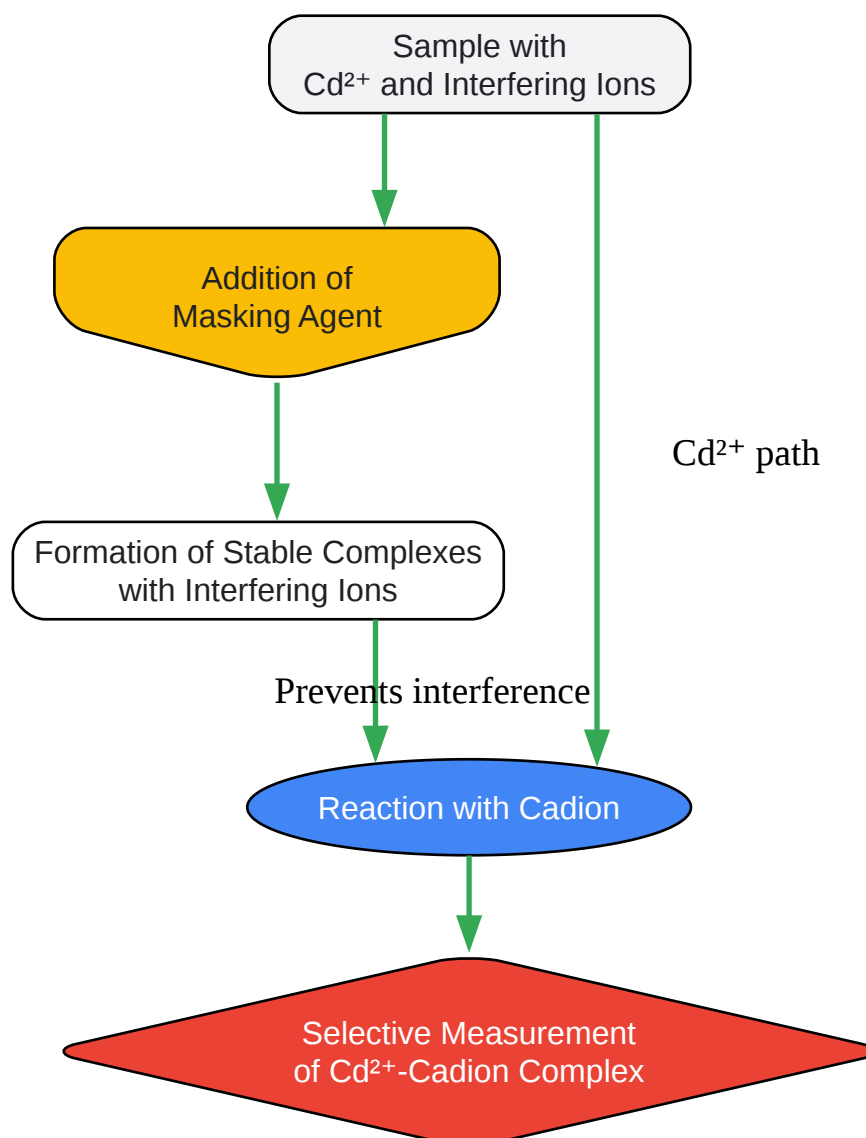 Sample with
Cd²⁺ and Interfering Ions
Addition of
Masking Agent
Cd²⁺ path
Formation of Stable Complexes
with Interfering Ions
Prevents interference
Reaction with Cadion
Selective Measurement
of Cd²⁺-Cadion Complex